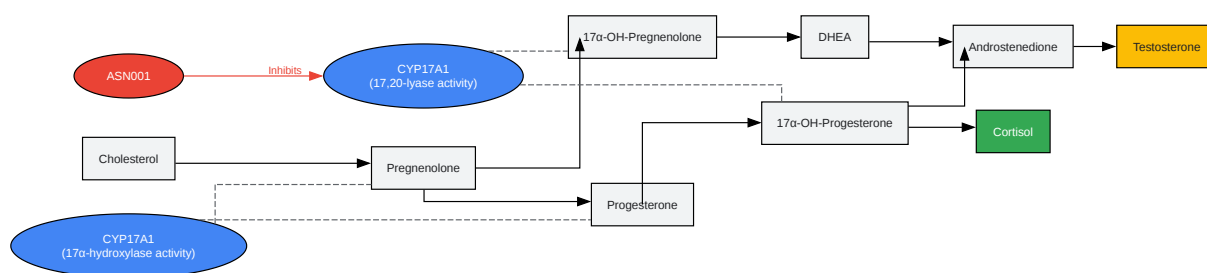 17α-OH-Pregnenolone
DHEA
Androstenedione
Testosterone
ASN001
Inhibits
CYP17A1
(17,20-lyase activity)
17α-OH-Progesterone
Cortisol
Cholesterol
Pregnenolone
Progesterone
CYP17A1
(17α-hydroxylase activity)